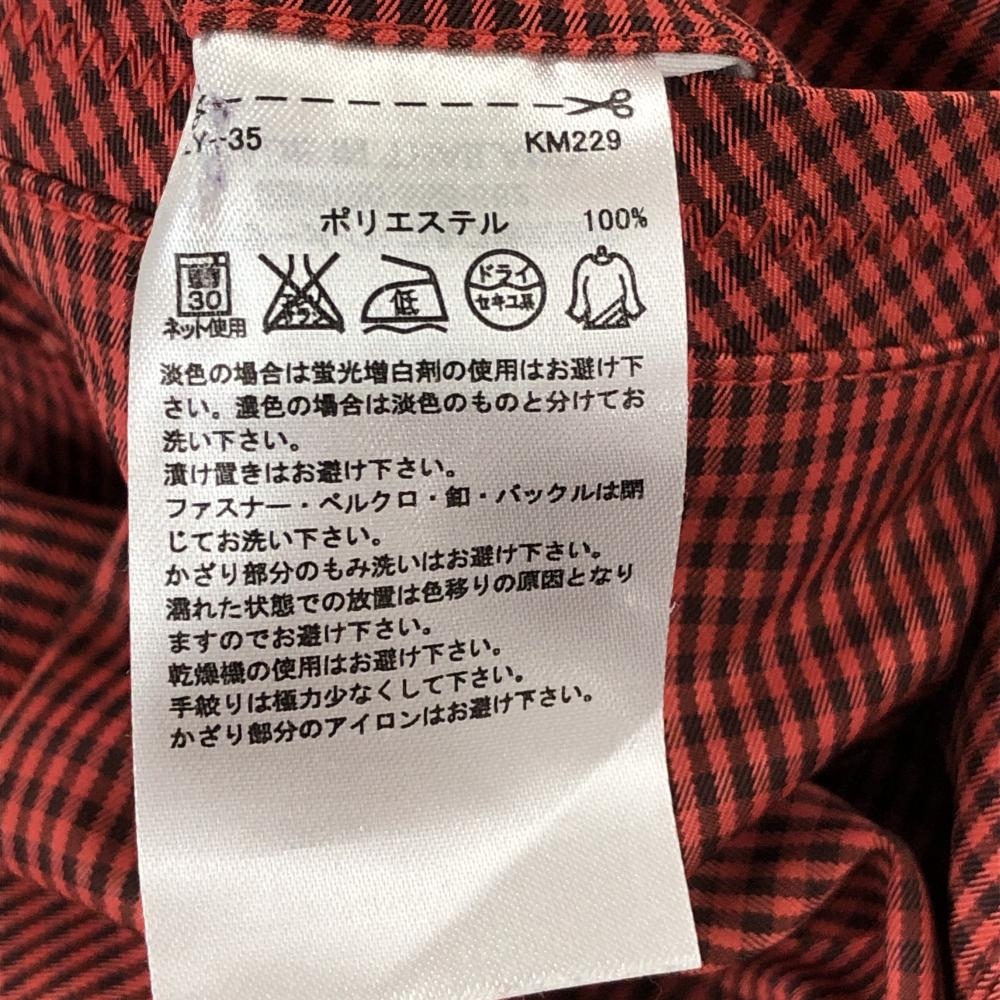 Y--35 KM229
ポリエステル 100%
30 低 ドライ
ネット使用 セキユ系
淡色の場合は蛍光増白剤の使用はお避け下
さい。濃色の場合は淡色のものと分けてお
洗い下さい。
漬け置きはお避け下さい。
ファスナー・ベルクロ・釦・バックルは閉
じてお洗い下さい。
かざり部分のもみ洗いはお避け下さい。
濡れた状態での放置は色移りの原因となり
ますのでお避け下さい。
乾燥機の使用はお避け下さい。
手絞りは極力少なくして下さい。
かざり部分のアイロンはお避け下さい。